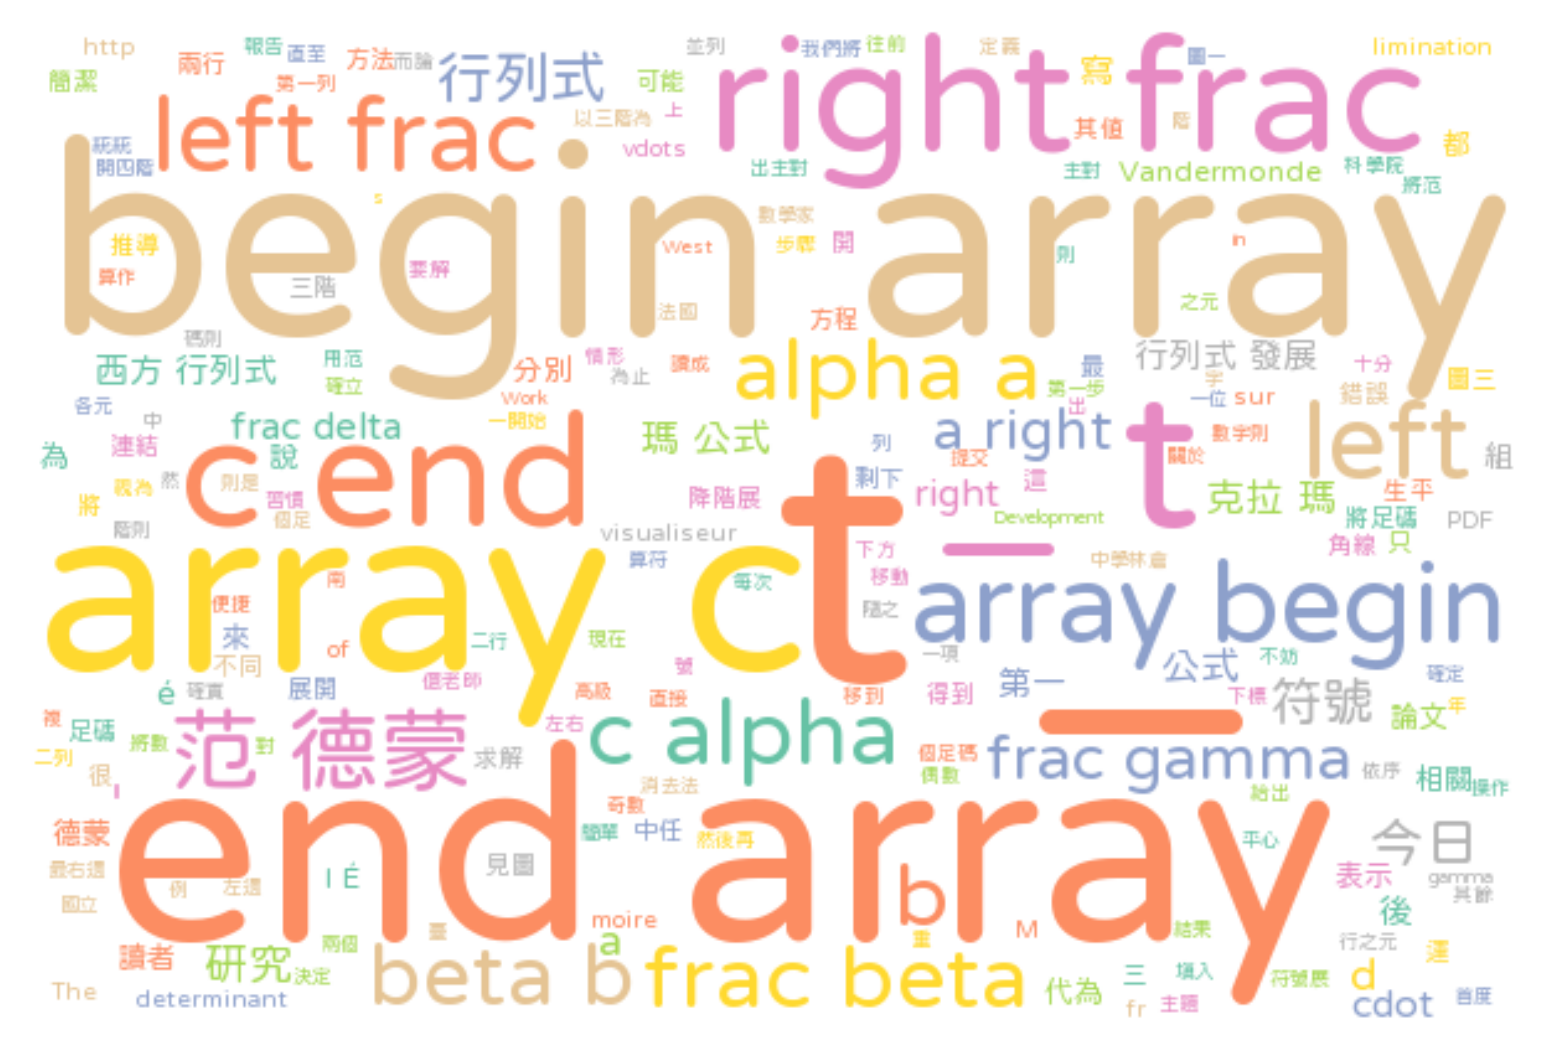 http 兩行 報告 直至 方法 而論 行列式 並列 我們將 往前 定義 圖一 limination
簡潔 第一列 可能 right frac 寫
left frac 以三階為 上 其值 階 都
統統 vdots
開四階 出主對 主對 Vandermonde 科學院 將范
begin array
s 數學家
推導 West 步驟 開 in
算作 三階 要解 則
法國 方程 之元
瑪則
西方 行列式 用范 確立 分別 情形 為止 讀成 alpha a 最 行列式 發展 十分 圖三
各元 Work 第一步 字 一位 sur 錯誤
中 frac delta 一開始 瑪 公式 列 a right 出 t 數字則 left
為 連結 說 c end 提交 關於 組
然 則是 剩下 right 這 克拉 瑪 生平
將 觀為 習慣 降階展
階則 個足 visualiseur t Development 將足碼 PDF
array c 算符 下方 _ 中學林倉 角線 只
南 每次 移動 array begin
便捷 隨之
來 of 二行 現在 一項
不同 號 公式 不妨 確定
é 確實 展開 高級 直接 移到 得到 第一 下標 符號
複 足碼 范 德蒙 左右 c alpha _ 論文 年
二列 將數 對 求解 個足碼 frac gamma 依序 相關 操作
很 消去法 偶數 給出
德蒙 end array 奇數
簡單 中任 然後再 平心 今日
最右邊 例 左邊 l É 見圖 b 表示 gamma
國立 其餘
moire 後
臺 a 重 M 結果 行之元
讀者 研究 兩個 決定 beta b frac beta 三 填入 符號展 d 運
The determinant 代為 fr 主題 cdot 首度